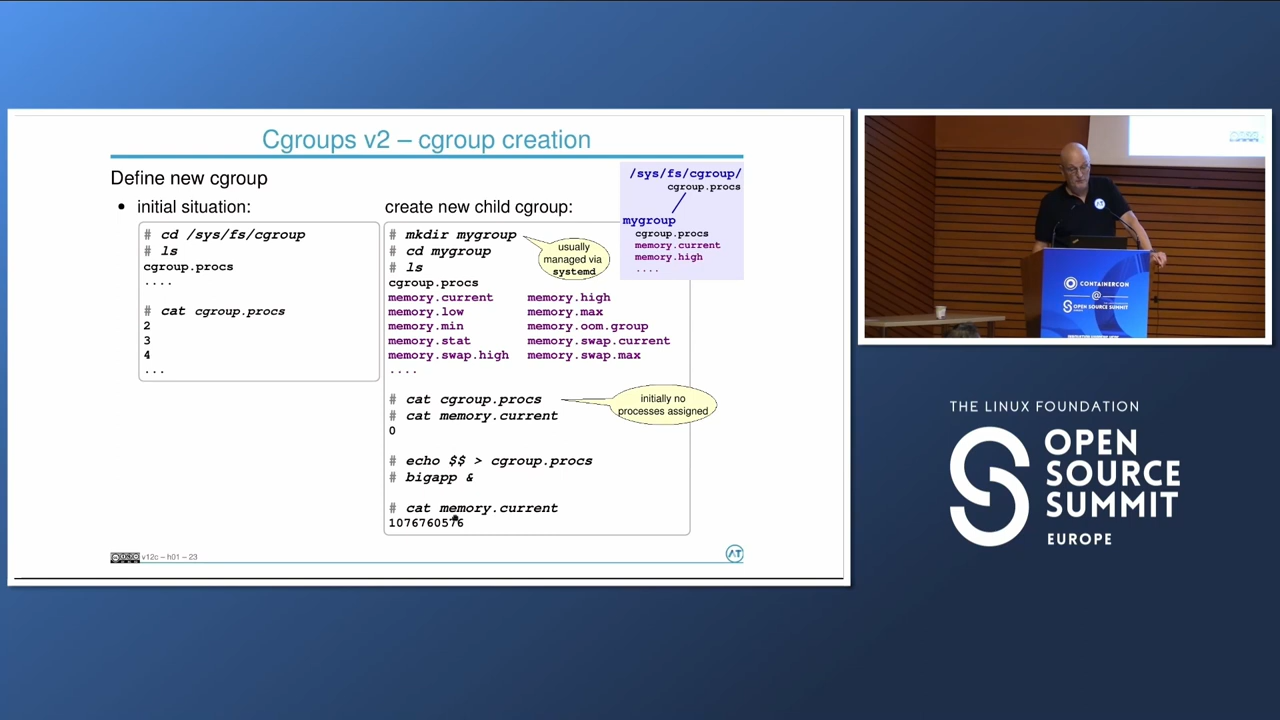 Cgroups v2 – cgroup creation
Define new cgroup
• initial situation:
# cd /sys/fs/cgroup
# ls
cgroup.procs
....
# cat cgroup.procs
2
3
4
...
create new child cgroup:
# mkdir mygroup
# cd mygroup
# ls
cgroup.procs
memory.current memory.high
memory.low memory.max
memory.min memory.oom.group
memory.stat memory.swap.current
memory.swap.high memory.swap.max
....
# cat cgroup.procs
# cat memory.current
0
# echo $$ > cgroup.procs
# bigapp &
# cat memory.current
1076760576
usually
managed via
systemd
initially no
processes assigned
/sys/fs/cgroup/
cgroup.procs
mygroup
cgroup.procs
memory.current
memory.high
....
v12c – h01 – 23
AT
CONTAINERCON
@
OPEN SOURCE SUMMIT
THE LINUX FOUNDATION
OPEN
SOURCE
SUMMIT
EUROPE